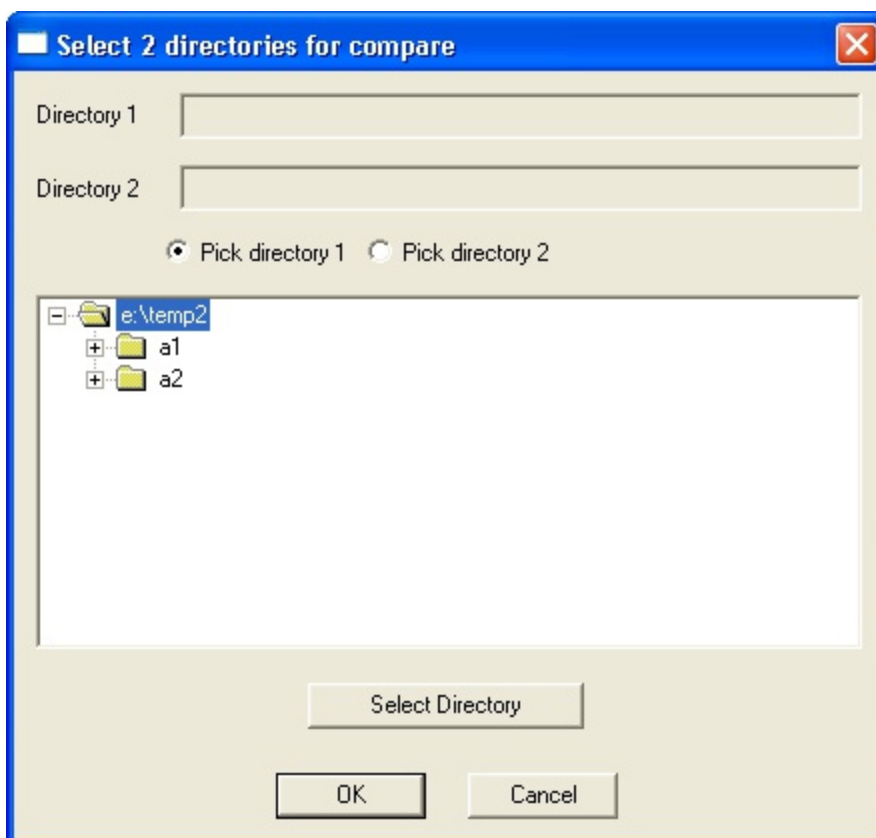 Select 2 directories for compare
Directory 1
Directory 2
Pick directory 1 Pick directory 2
e:\temp2
a1
a2
Select Directory
OK Cancel